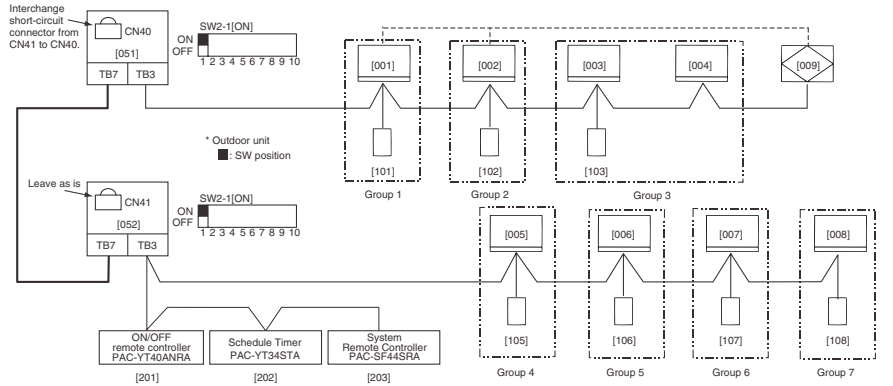 Interchange
short-circuit
connector from
CN41 to CN40.
CN40
[051]
TB7 TB3
SW2-1[ON]
ON
OFF
1 2 3 4 5 6 7 8 9 10
* Outdoor unit
■: SW position
[001]
[002]
[003]
[004]
[009]
[101]
[102]
[103]
Group 1
Group 2
Group 3
Leave as is
CN41
[052]
TB7 TB3
SW2-1[ON]
ON
OFF
1 2 3 4 5 6 7 8 9 10
[005]
[006]
[007]
[008]
[105]
[106]
[107]
[108]
Group 4
Group 5
Group 6
Group 7
ON/OFF
remote controller
PAC-YT40ANRA
[201]
Schedule Timer
PAC-YT34STA
[202]
System
Remote Controller
PAC-SF44SRA
[203]